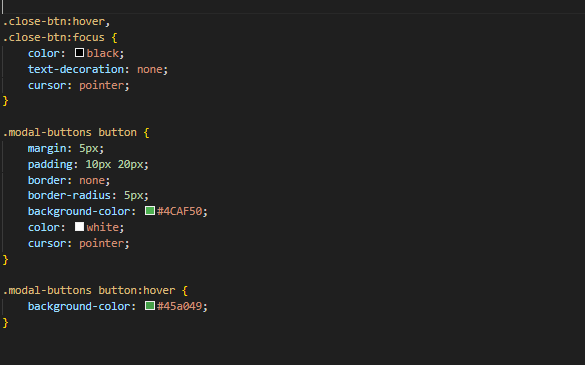 .close-btn:hover,
.close-btn:focus {
    color: black;
    text-decoration: none;
    cursor: pointer;
}

.modal-buttons button {
    margin: 5px;
    padding: 10px 20px;
    border: none;
    border-radius: 5px;
    background-color: #4CAF50;
    color: white;
    cursor: pointer;
}

.modal-buttons button:hover {
    background-color: #45a049;
}